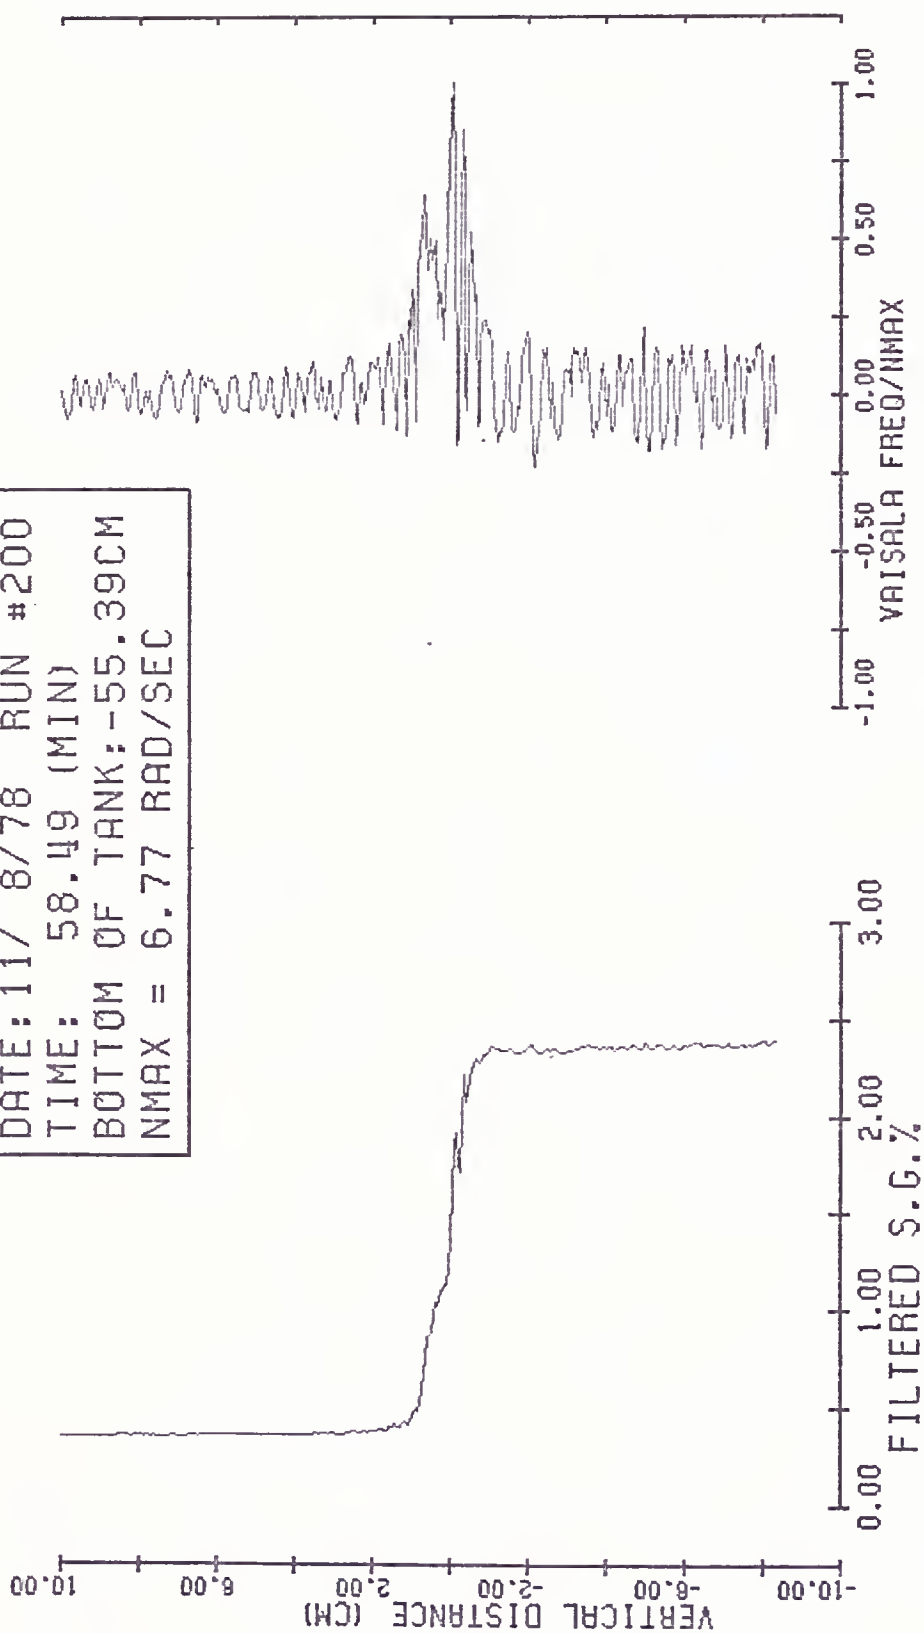 DATE:11/ 8/78 RUN #200
TIME: 58.49 (MIN)
BOTTOM OF TANK:-55.39CM
NMAX = 6.77 RAD/SEC
VERTICAL DISTANCE (CM)
10.00
6.00
2.00
-2.00
-6.00
-10.00
0.00 1.00 2.00 3.00
FILTERED S.G.%
-1.00 -0.50 0.00 0.50 1.00
VAISALA FREQ/NMAX